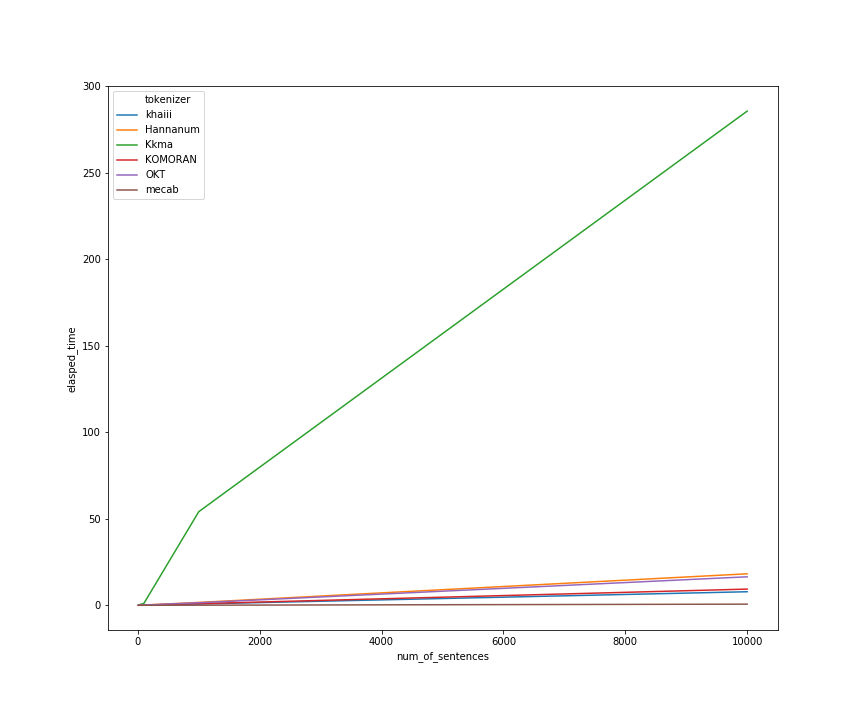 300
250
200
150
100
50
0
elasped_time
tokenizer
khaiii
Hannanum
Kkma
KOMORAN
OKT
mecab
0 2000 4000 6000 8000 10000
num_of_sentences